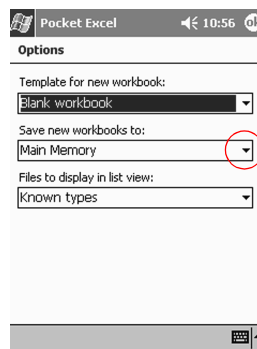 Pocket Excel 10:56 ok
Options
Template for new workbook:
Blank workbook
Save new workbooks to:
Main Memory
Files to display in list view:
Known types